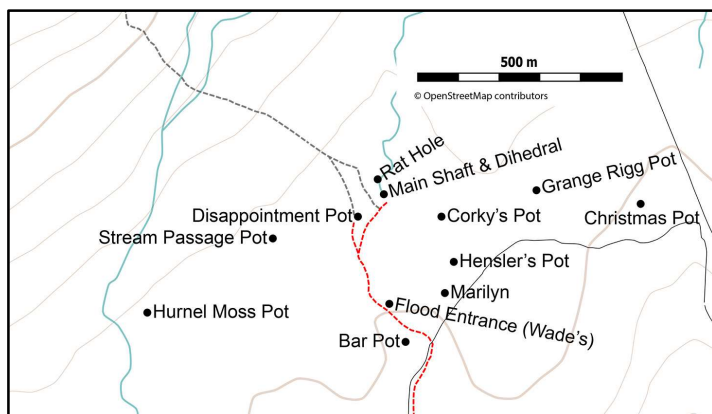 500 m
© OpenStreetMap contributors
Rat Hole
Main Shaft & Dihedral
Grange Rigg Pot
Christmas Pot
Disappointment Pot
Corky's Pot
Stream Passage Pot
Hensler's Pot
Marilyn
Hurnel Moss Pot
Flood Entrance (Wade's)
Bar Pot